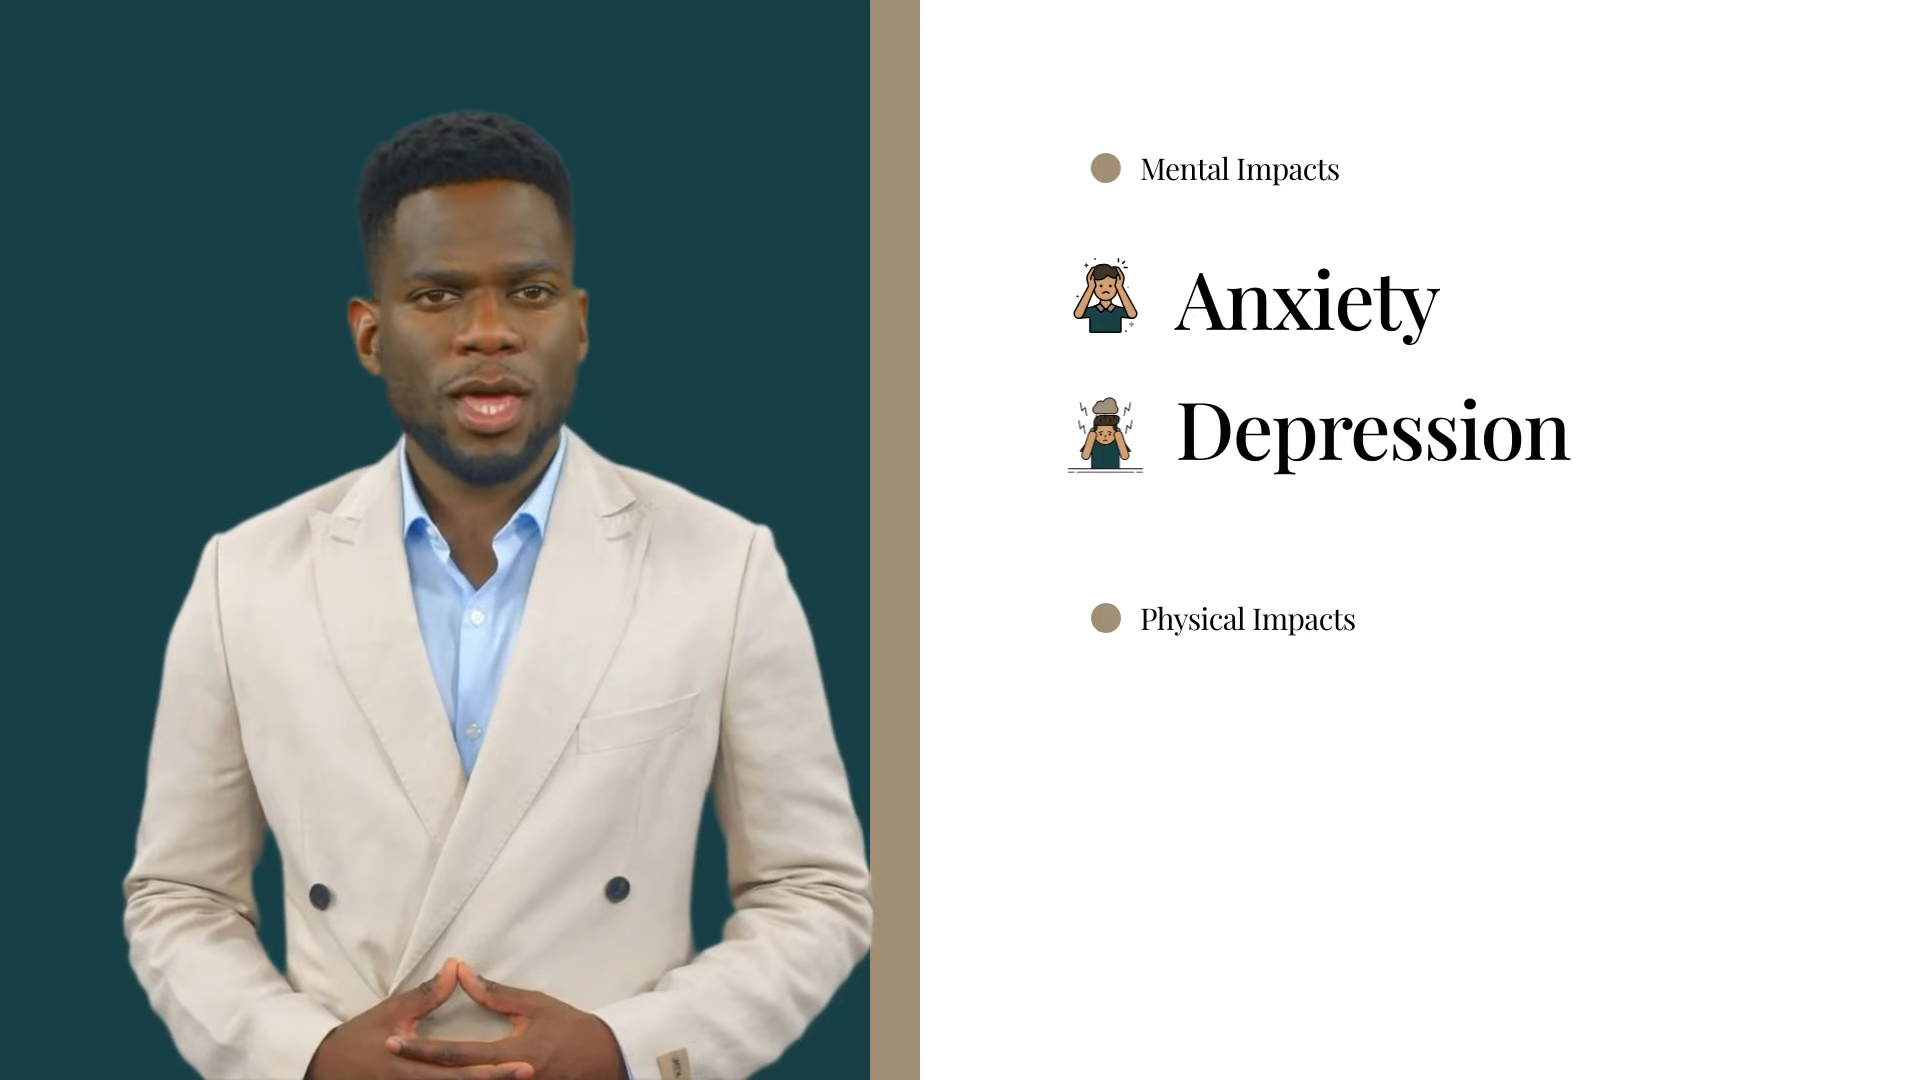 Mental Impacts
Anxiety
Depression
Physical Impacts